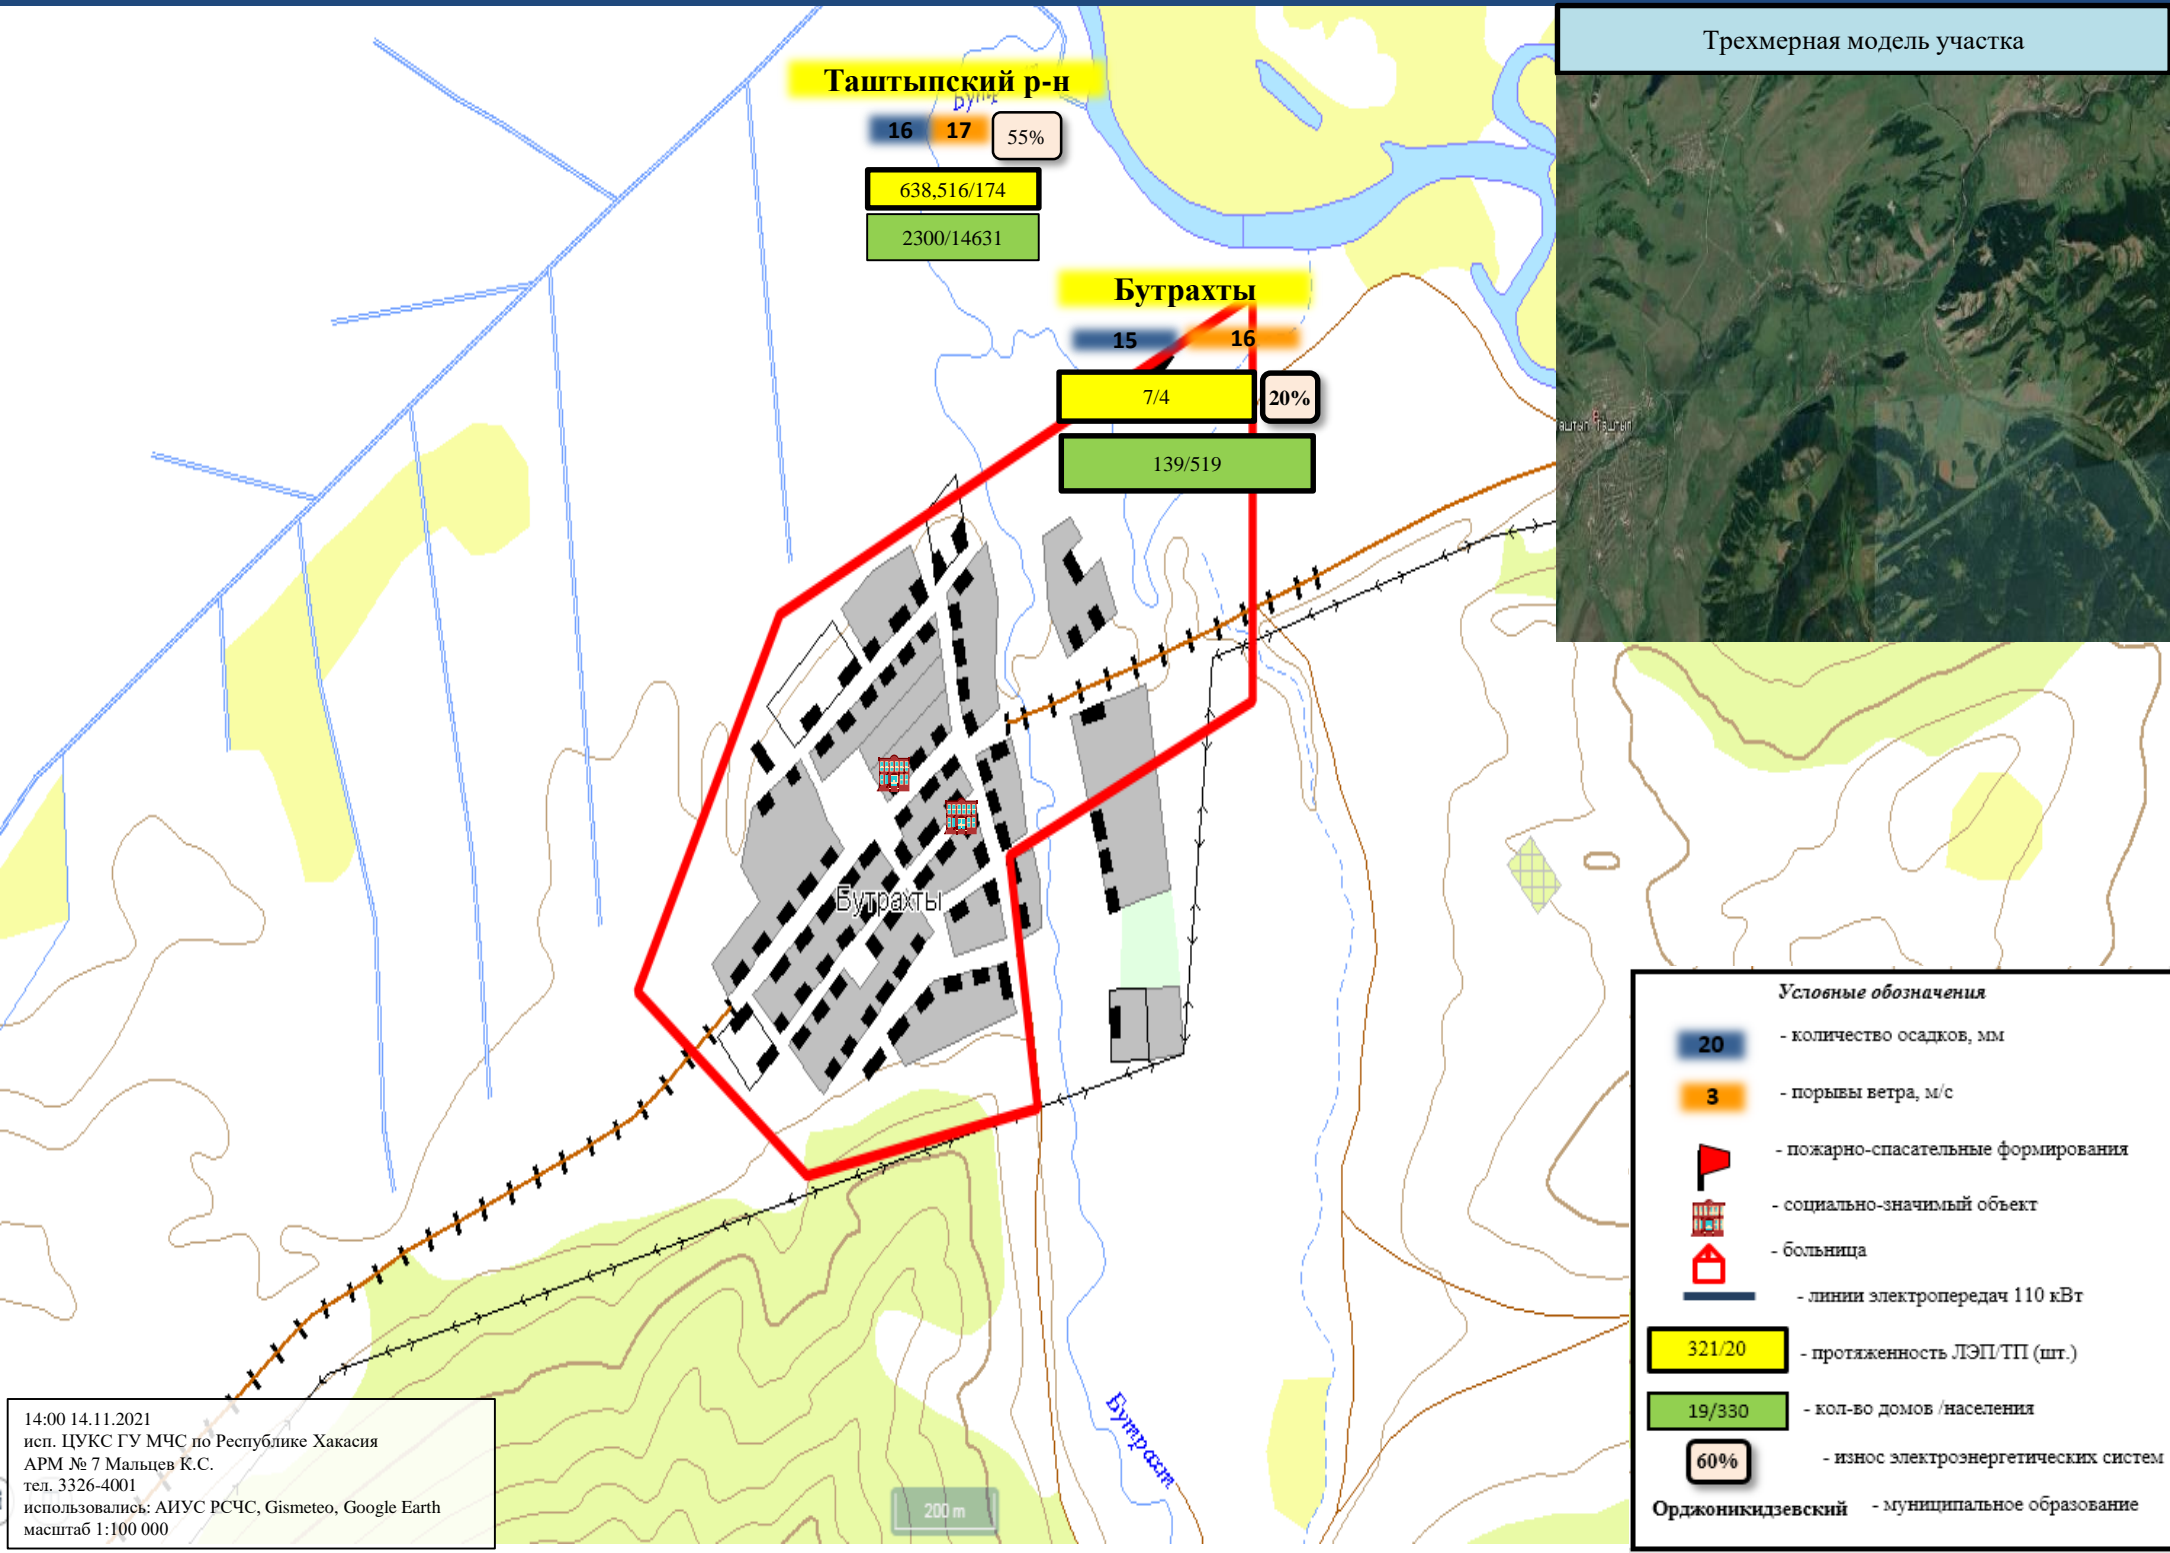 Трехмерная модель участка
Таштыпский р-н
16 17 55%
638,516/174
2300/14631
Бутрахты
15 16
7/4 20%
139/519
Таштып
Бутрахты
Бутрахт
200 m
Условные обозначения
20 - количество осадков, мм
3 - порывы ветра, м/с
- пожарно-спасательные формирования
- социально-значимый объект
- больница
- линии электропередач 110 кВт
321/20 - протяженность ЛЭП/ТП (шт.)
19/330 - кол-во домов /населения
60% - износ электроэнергетических систем
Орджоникидзевский - муниципальное образование
14:00 14.11.2021
исп. ЦУКС ГУ МЧС по Республике Хакасия
АРМ № 7 Мальцев К.С.
тел. 3326-4001
использовались: АИУС РСЧС, Gismeteo, Google Earth
масштаб 1:100 000